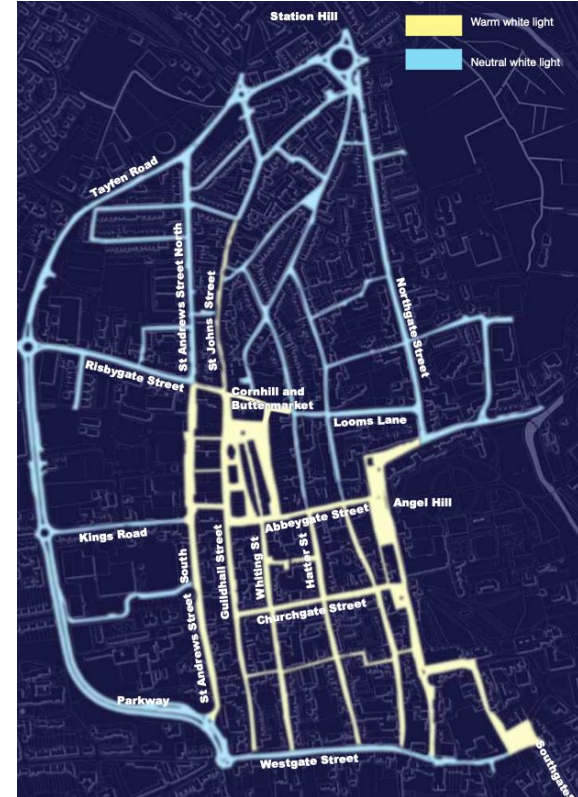 Station Hill
Warm white light
Neutral white light
Tayfen Road
St Andrews Street North
St Johns Street
Northgate Street
Risbygate Street
Cornhill and
Buttermarket
Looms Lane
Angel Hill
Abbeygate Street
Kings Road
St Andrews Street South
Guildhall Street
Whiting St
Hatter St
Churchgate Street
Parkway
Westgate Street
Southgate